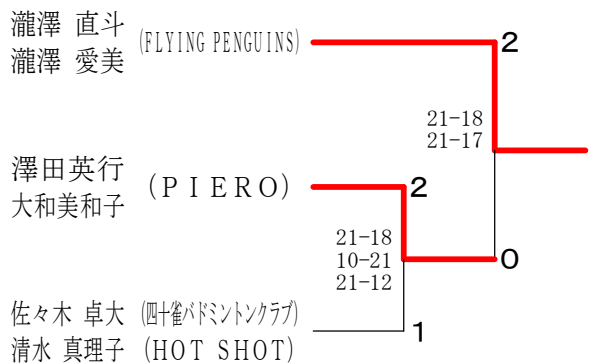 瀧澤 直斗
瀧澤 愛美
(FLYING PENGUINS)
2
21-18
21-17
澤田英行
大和美和子
(PIERO)
2
21-18
10-21
21-12
0
佐々木 卓大 (四十雀バドミントンクラブ)
清水 真理子 (HOT SHOT)
1